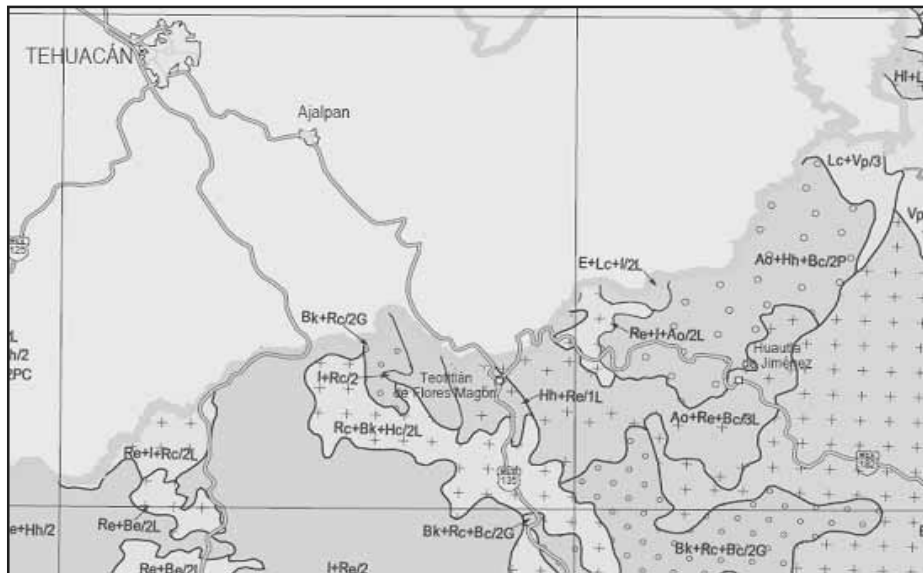 TEHUACÁN
Ajalpan
Hl+L
Lc+Vp/3
Vp
125
Ao+Hh+Bc/2P
E+Lc+I/2L
Bk+Rc/2G
Re+I+Ao/2L
h/2
2PC
Huautla
de Jiménez
I+Rc/2
Teotitlán
de Flores Magón
Hh+Re/1L
Ao+Re+Bc/3L
Rc+Bk+Hc/2L
Re+I+Rc/2L
182
135
Re+Be/2L
e+Hh/2
Bk+Rc+Bc/2G
Bk+Rc+Bc/2G
Re+Be/2L
I+Re/2